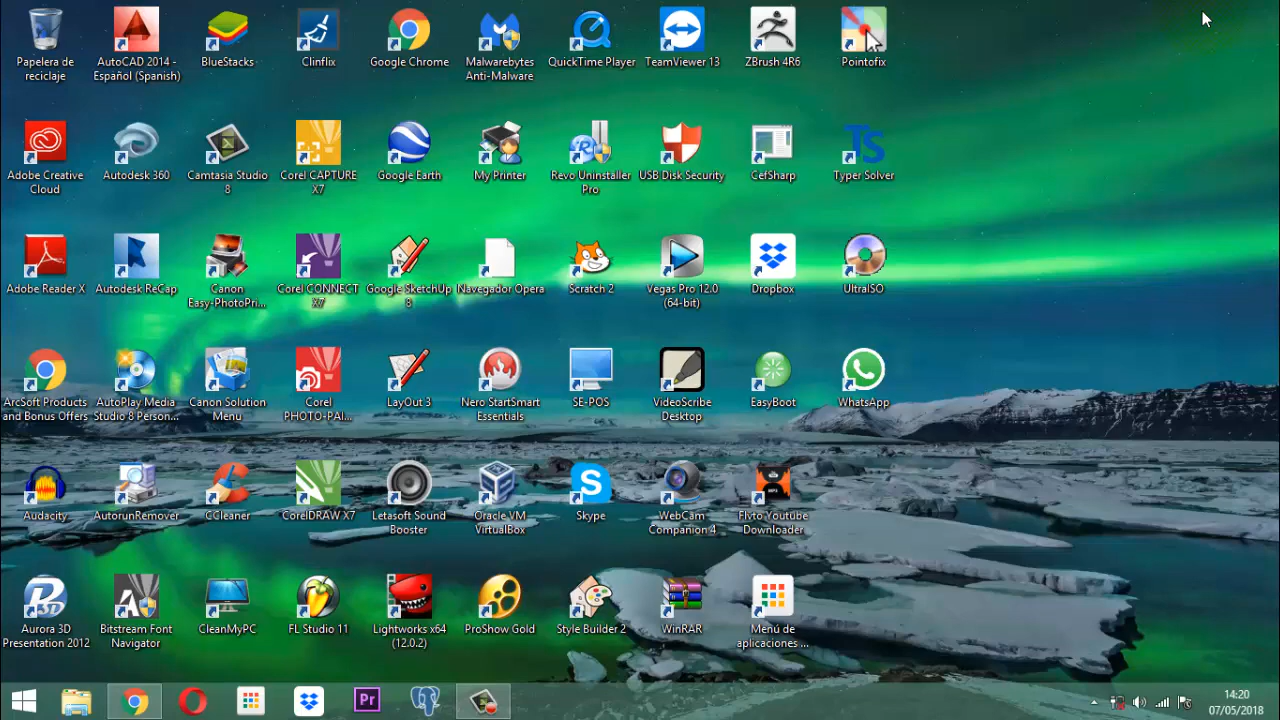 Papelera de
reciclaje
AutoCAD 2014 -
Español (Spanish)
BlueStacks
Clinflix
Google Chrome
Malwarebytes
Anti-Malware
QuickTime Player
TeamViewer 13
ZBrush 4R6
Pointofix
Adobe Creative
Cloud
Autodesk 360
Camtasia Studio
8
Corel CAPTURE
X7
Google Earth
My Printer
Revo Uninstaller
Pro
USB Disk Security
CefSharp
TS
Typer Solver
Adobe Reader X
Autodesk ReCap
Canon
Easy-PhotoPri...
Corel CONNECT
X7
Google SketchUp
8
Navegador Opera
Scratch 2
Vegas Pro 12.0
(64-bit)
Dropbox
UltraISO
ArcSoft Products
and Bonus Offers
AutoPlay Media
Studio 8 Person...
Canon Solution
Menu
Corel
PHOTO-PAI...
LayOut 3
Nero StartSmart
Essentials
SE-POS
VideoScribe
Desktop
EasyBoot
WhatsApp
Audacity
AutorunRemover
CCleaner
CorelDRAW X7
Letasoft Sound
Booster
Oracle VM
VirtualBox
Skype
WebCam
Companion 4
Flvto Youtube
Downloader
Aurora 3D
Presentation 2012
Bitstream Font
Navigator
CleanMyPC
FL Studio 11
Lightworks x64
(12.0.2)
ProShow Gold
Style Builder 2
WinRAR
Menú de
aplicaciones ...
Pr
14:20
07/05/2018